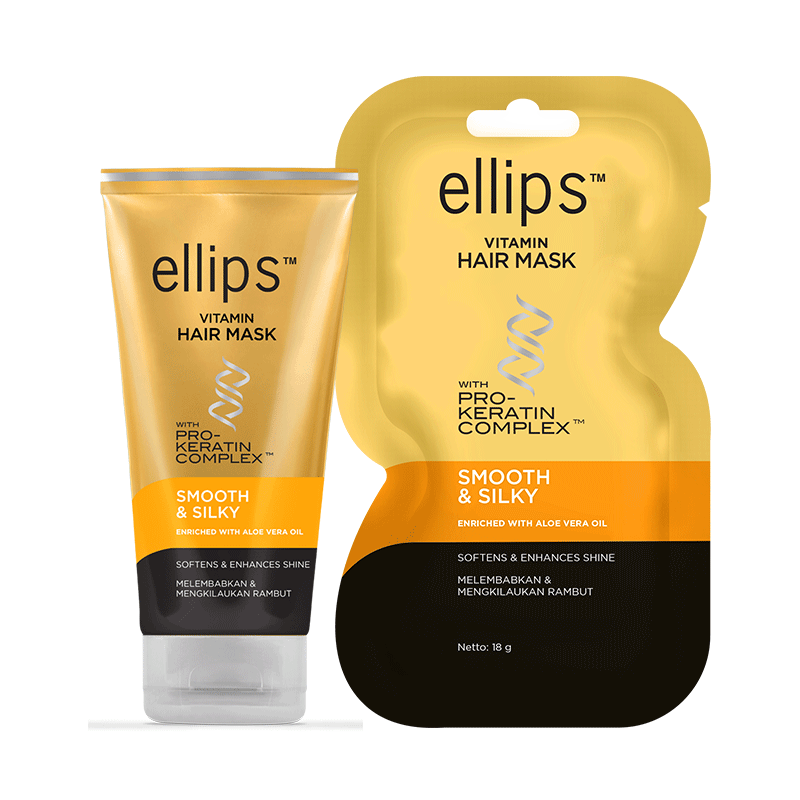 ellips™
VITAMIN
HAIR MASK
WITH
PRO-
KERATIN
COMPLEX™
SMOOTH
& SILKY
ENRICHED WITH ALOE VERA OIL
SOFTENS & ENHANCES SHINE
MELEMBABKAN &
MENGKILAUKAN RAMBUT
ellips™
VITAMIN
HAIR MASK
WITH
PRO-
KERATIN
COMPLEX™
SMOOTH
& SILKY
ENRICHED WITH ALOE VERA OIL
SOFTENS & ENHANCES SHINE
MELEMBABKAN &
MENGKILAUKAN RAMBUT
Netto: 18 g